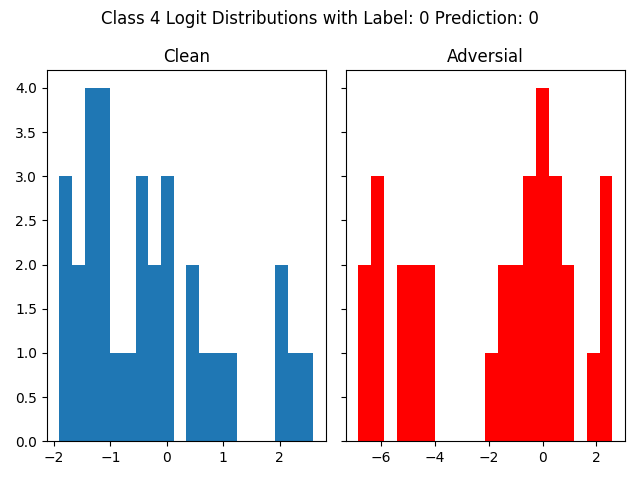 Class 4 Logit Distributions with Label: 0 Prediction: 0
Clean
Adversial
4.0
3.5
3.0
2.5
2.0
1.5
1.0
0.5
0.0
−2 −1 0 1 2
−6 −4 −2 0 2